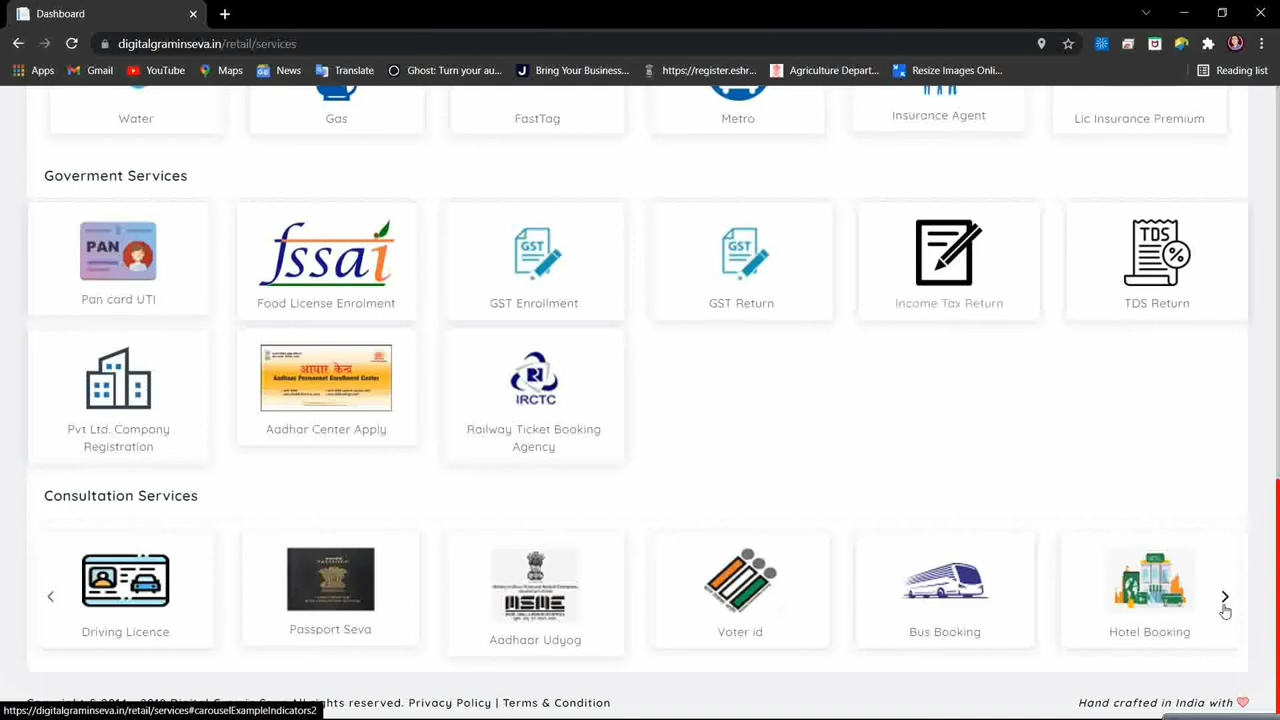 Dashboard
digitalgraminseva.in/retail/services
Apps
Gmail
YouTube
Maps
News
Translate
Ghost: Turn your au...
Bring Your Business...
https://register.eshr...
Agriculture Depart...
Resize Images Onl...
Reading list
Water
Gas
FastTag
Metro
Insurance Agent
Lic Insurance Premium
Goverment Services
PAN
fssai
GST
GST
TDS
Pan card UTI
Food License Enrolment
GST Enrollment
GST Return
Income Tax Return
TDS Return
आधार केन्द्र
Aadhaar Personnel Enrollment Center
IRCTC
Pvt Ltd. Company
Registration
Aadhar Center Apply
Railway Ticket Booking
Agency
Consultation Services
MSME
Driving Licence
Passport Seva
Aadhaar Udyog
Voter id
Bus Booking
Hotel Booking
Privacy Policy | Terms & Condition
Hand crafted in India with
https://digitalgraminseva.in/retail/services#carouselExampleIndicators2